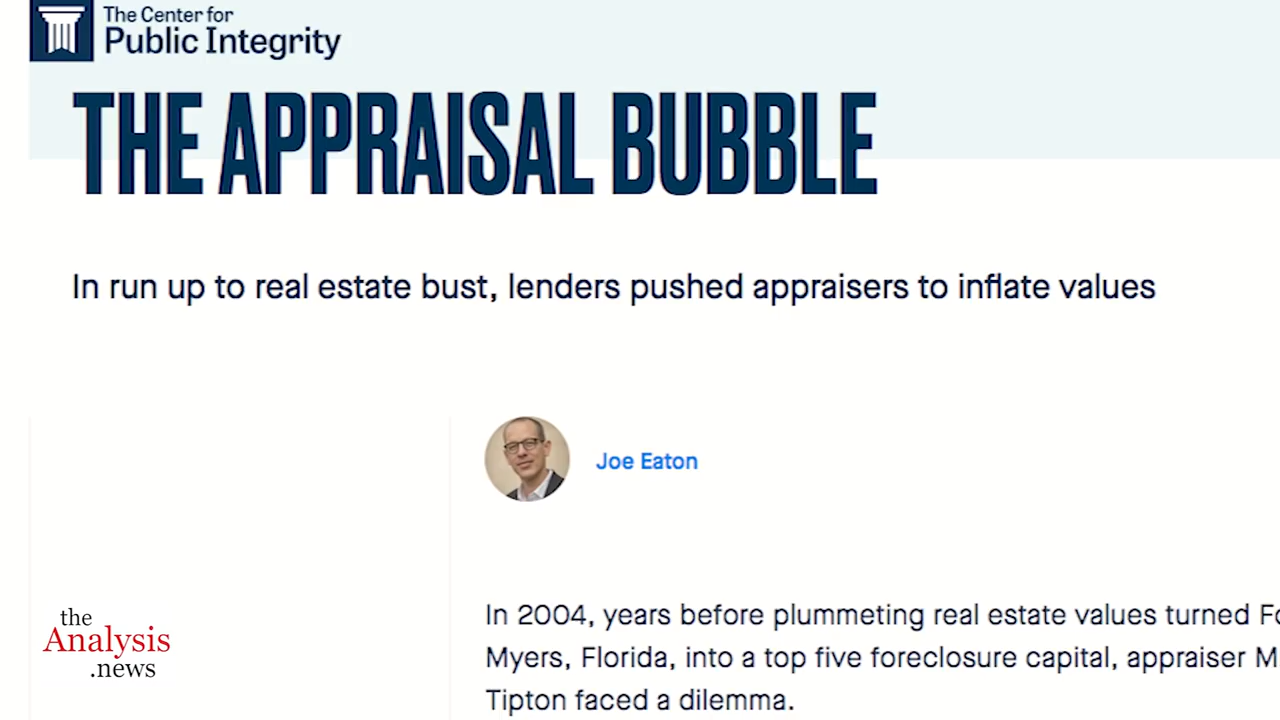 The Center for
Public Integrity
THE APPRAISAL BUBBLE
In run up to real estate bust, lenders pushed appraisers to inflate values
Joe Eaton
In 2004, years before plummeting real estate values turned
Myers, Florida, into a top five foreclosure capital, appraiser
Tipton faced a dilemma.
the
Analysis
.news